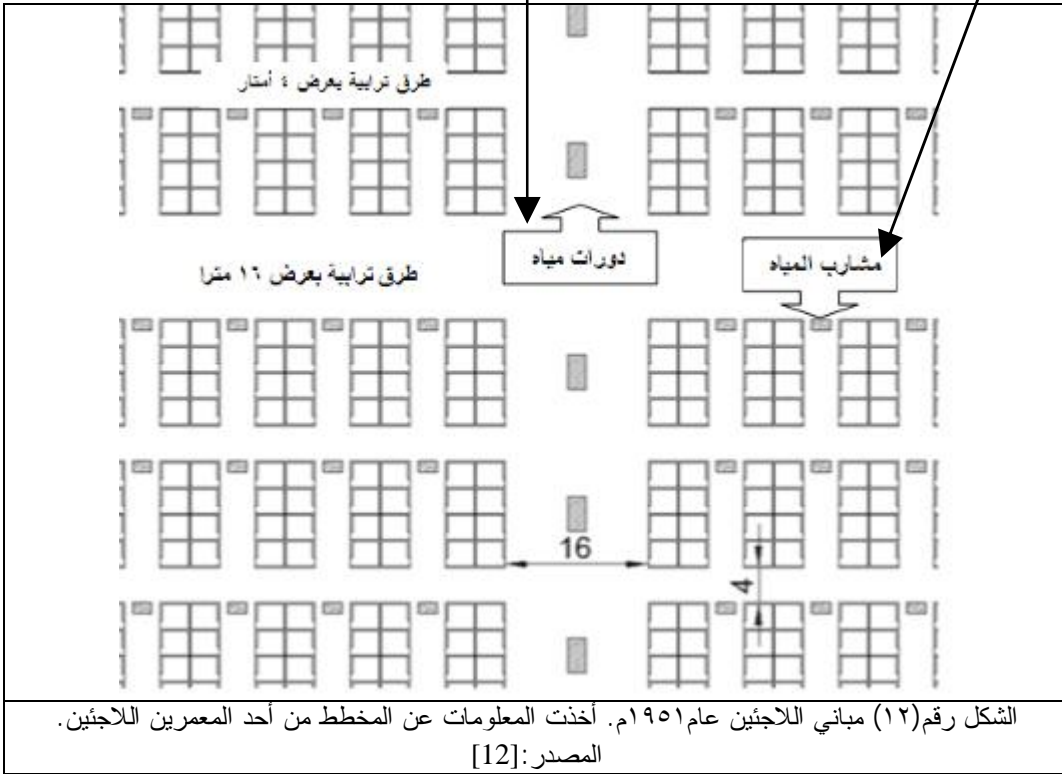 طرق ترابية بعرض ٤ أمتار
دورات مياه
مشارب المياه
طرق ترابية بعرض ١٦ مترا
16
4
الشكل رقم(١٢) مباني اللاجئين عام١٩٥١م. أخذت المعلومات عن المخطط من أحد المعمرين اللاجئين.
المصدر:[12]